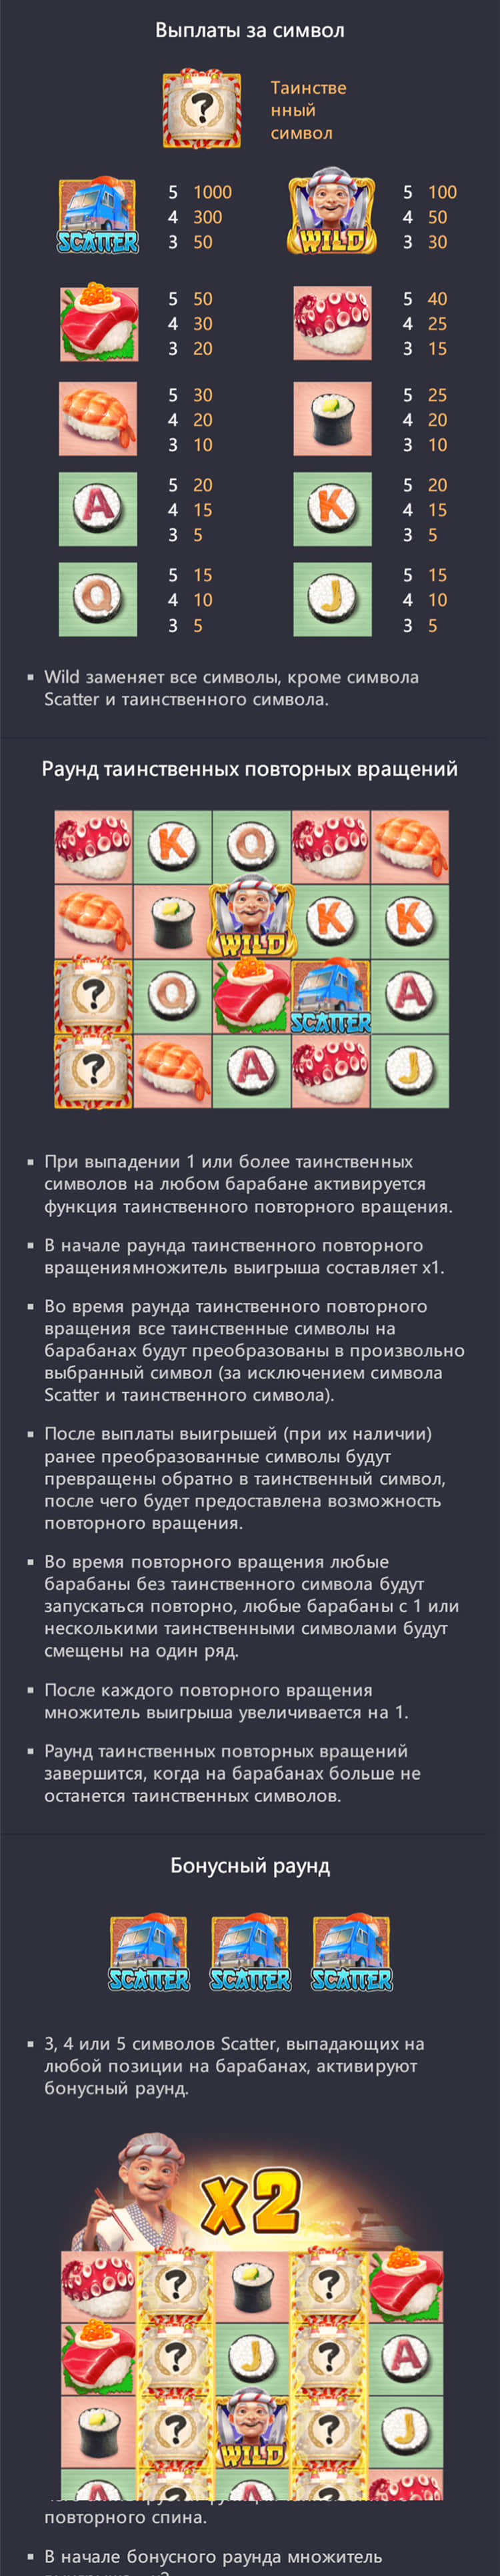 Выплаты за символ
?
Таинстве
нный
символ
SCATTER
5 1000
4 300
3 50
WILD
5 100
4 50
3 30
5 50
4 30
3 20
5 40
4 25
3 15
5 30
4 20
3 10
5 25
4 20
3 10
A
5 20
4 15
3 5
K
5 20
4 15
3 5
Q
5 15
4 10
3 5
J
5 15
4 10
3 5
▪ Wild заменяет все символы, кроме символа
Scatter и таинственного символа.
Раунд таинственных повторных вращений
K Q
WILD K K
? Q SCATTER A
? A J
▪ При выпадении 1 или более таинственных
символов на любом барабане активируется
функция таинственного повторного вращения.
▪ В начале раунда таинственного повторного
вращениямножитель выигрыша составляет x1.
▪ Во время раунда таинственного повторного
вращения все таинственные символы на
барабанах будут преобразованы в произвольно
выбранный символ (за исключением символа
Scatter и таинственного символа).
▪ После выплаты выигрышей (при их наличии)
ранее преобразованные символы будут
превращены обратно в таинственный символ,
после чего будет предоставлена возможность
повторного вращения.
▪ Во время повторного вращения любые
барабаны без таинственного символа будут
запускаться повторно, любые барабаны с 1 или
несколькими таинственными символами будут
смещены на один ряд.
▪ После каждого повторного вращения
множитель выигрыша увеличивается на 1.
▪ Раунд таинственных повторных вращений
завершится, когда на барабанах больше не
останется таинственных символов.
Бонусный раунд
SCATTER SCATTER SCATTER
▪ 3, 4 или 5 символов Scatter, выпадающих на
любой позиции на барабанах, активируют
бонусный раунд.
x2
? ?
? J ? A
? WILD ? J
A ? A ?
повторного спина.
▪ В начале бонусного раунда множитель